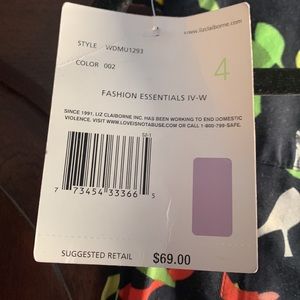 www.lizclaiborne.com
STYLE WDMU1293
COLOR 002
4
FASHION ESSENTIALS IV-W
SINCE 1991, LIZ CLAIBORNE INC. HAS BEEN WORKING TO END DOMESTIC
VIOLENCE. VISIT WWW.LOVEISNOTABUSE.COM OR CALL 1-800-799-SAFE.
7 73454 33366 5
SUGGESTED RETAIL $69.00